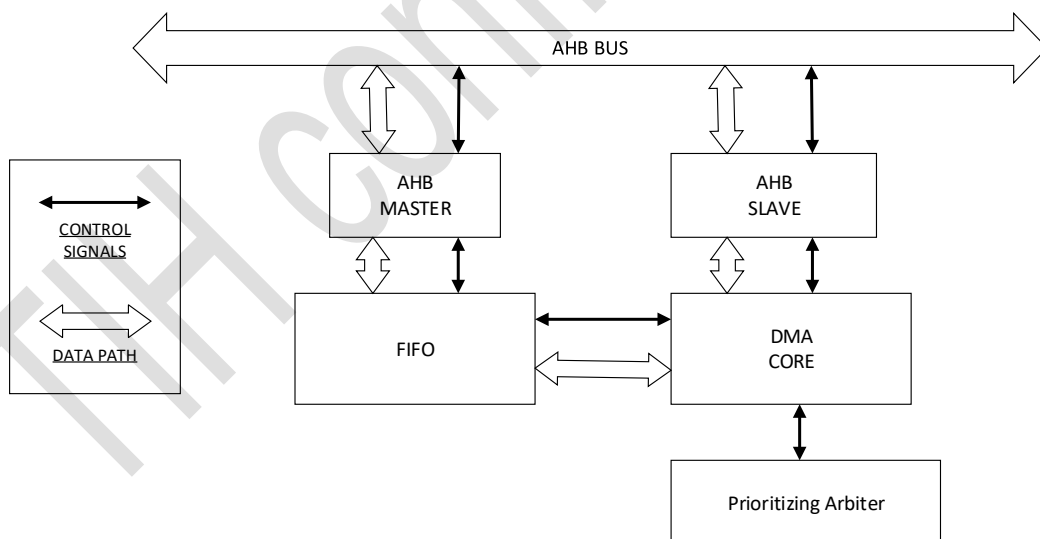 AHB BUS
AHB
MASTER
AHB
SLAVE
CONTROL
SIGNALS
DATA PATH
FIFO
DMA
CORE
Prioritizing Arbiter